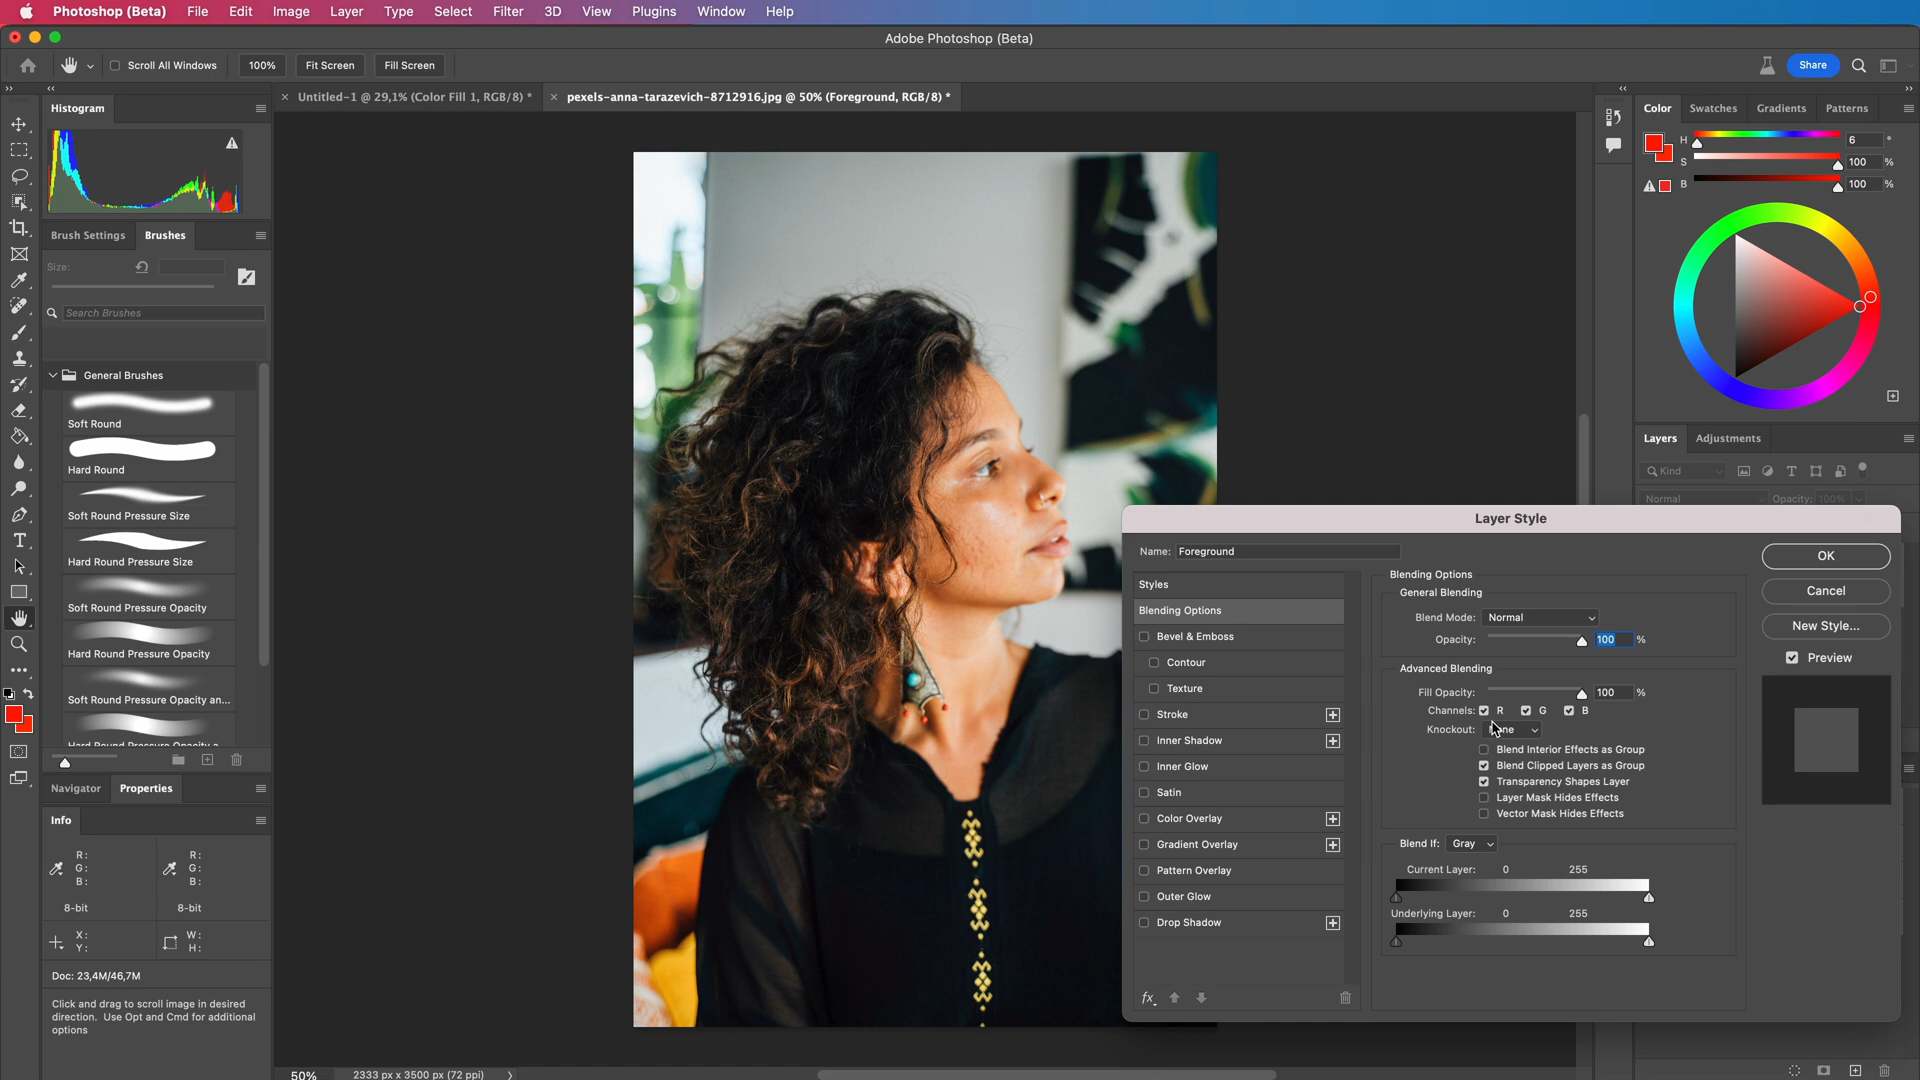 Photoshop (Beta) File Edit Image Layer Type Select Filter 3D View Plugins Window Help
Adobe Photoshop (Beta)
Scroll All Windows 100% Fit Screen Fill Screen Share
Histogram
× Untitled-1 @ 29,1% (Color Fill 1, RGB/8) *
× pexels-anna-tarazevich-8712916.jpg @ 50% (Foreground, RGB/8) *
Color Swatches Gradients Patterns
H 6 °
S 100 %
B 100 %
Brush Settings Brushes
Size:
Search Brushes
General Brushes
Soft Round
Hard Round
Soft Round Pressure Size
Hard Round Pressure Size
Soft Round Pressure Opacity
Hard Round Pressure Opacity
Soft Round Pressure Opacity an...
Hard Round Pressure Opacity a
Navigator Properties
Info
R: R:
G: G:
B: B:
8-bit 8-bit
X: W:
Y: H:
Doc: 23,4M/46,7M
Click and drag to scroll image in desired
direction. Use Opt and Cmd for additional
options
50% 2333 px x 3500 px (72 ppi)
Layers Adjustments
Kind
Normal Opacity: 100%
Layer Style
Name: Foreground
Styles
Blending Options
Bevel & Emboss
Contour
Texture
Stroke
Inner Shadow
Inner Glow
Satin
Color Overlay
Gradient Overlay
Pattern Overlay
Outer Glow
Drop Shadow
fx
Blending Options
General Blending
Blend Mode: Normal
Opacity: 100 %
Advanced Blending
Fill Opacity: 100 %
Channels: R G B
Knockout:
Blend Interior Effects as Group
Blend Clipped Layers as Group
Transparency Shapes Layer
Layer Mask Hides Effects
Vector Mask Hides Effects
Blend If: Gray
Current Layer: 0 255
Underlying Layer: 0 255
OK
Cancel
New Style...
Preview